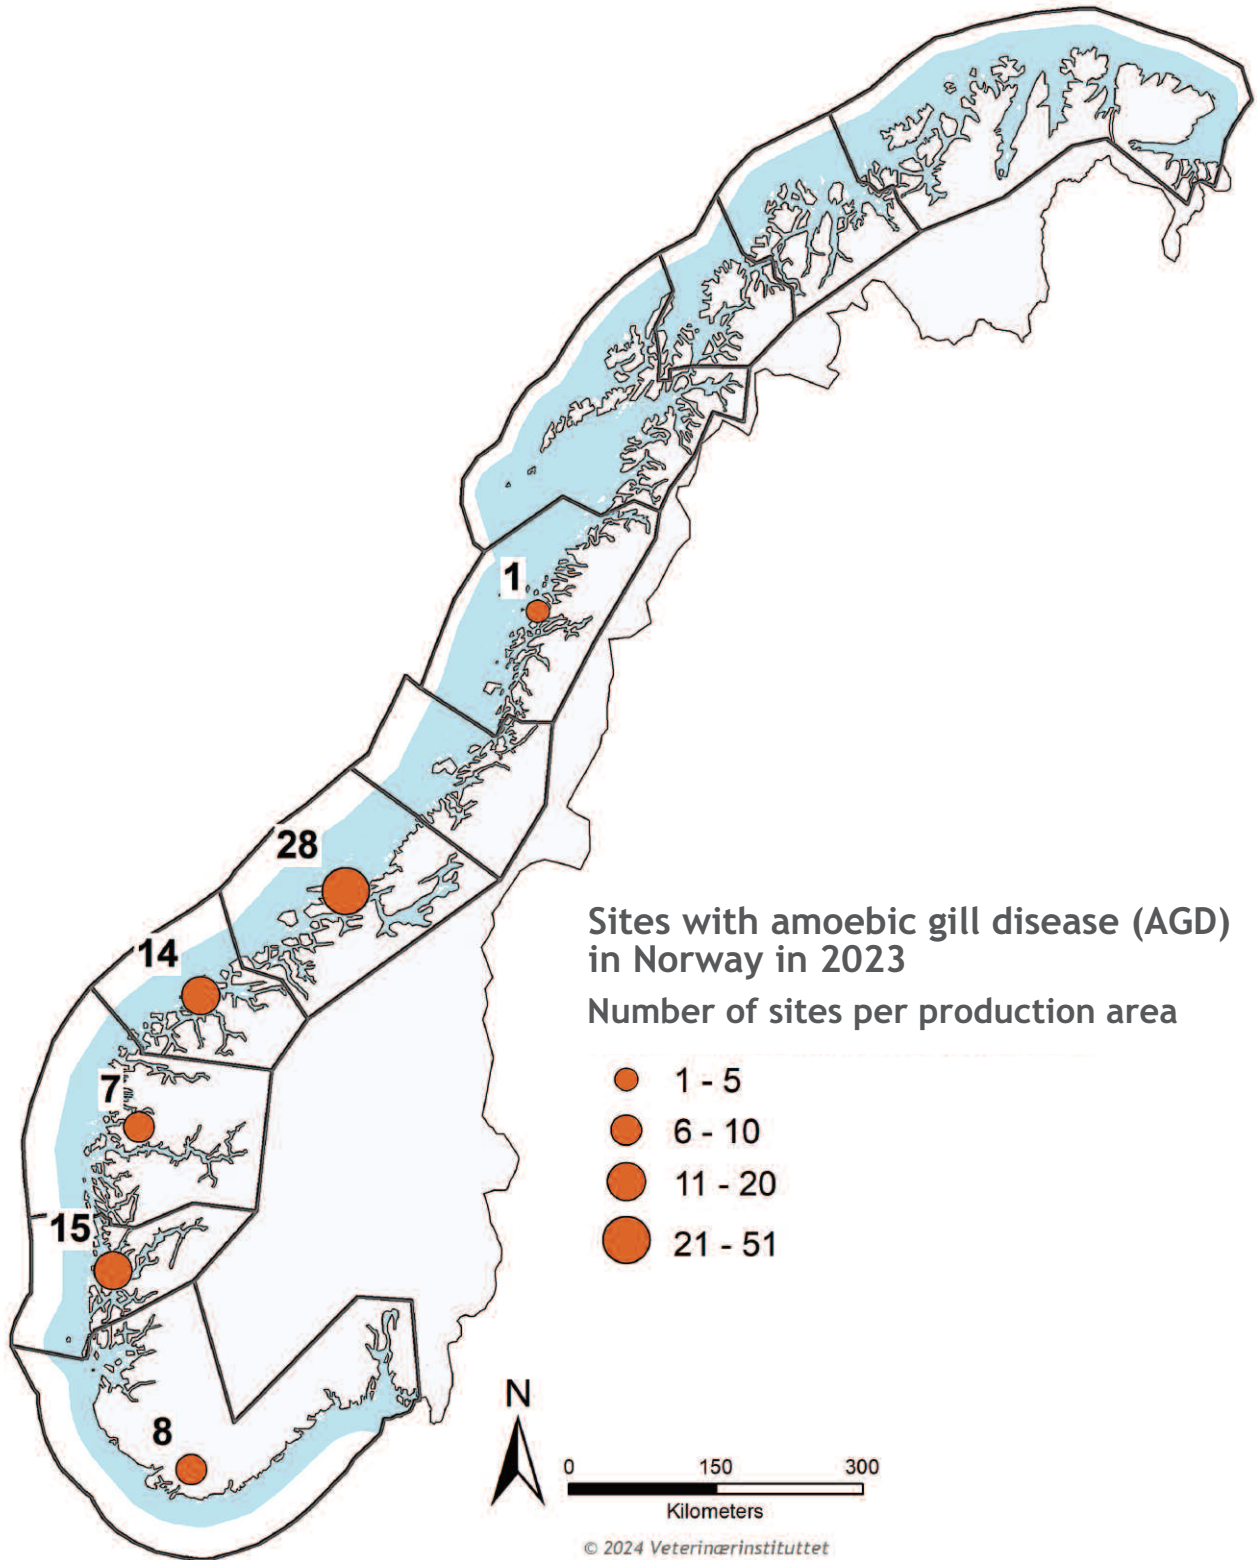 1
28
14
7
15
8
Sites with amoebic gill disease (AGD)
in Norway in 2023
Number of sites per production area
1 - 5
6 - 10
11 - 20
21 - 51
N
0 150 300
Kilometers
© 2024 Veterinærinstituttet